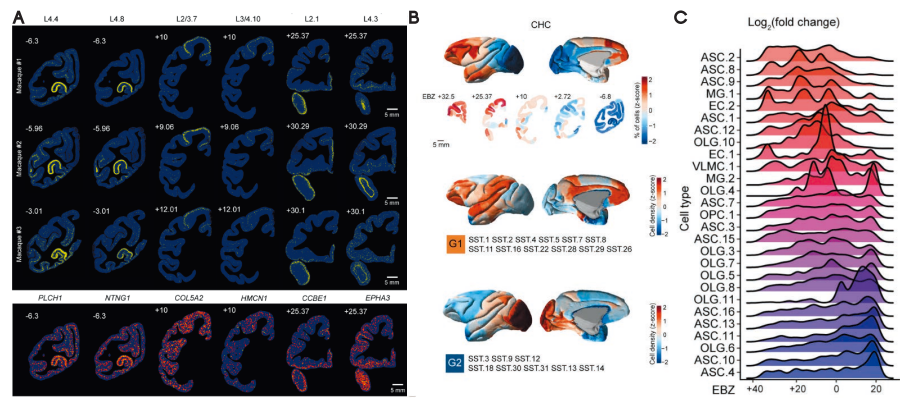 A
L4.4 L4.8 L2/3.7 L3/4.10 L2.1 L4.3
-6.3 -6.3 +10 +10 +25.37 +25.37
Macaque #1
5 mm
-5.96 -5.96 +9.06 +9.06 +30.29 +30.29
Macaque #2
5 mm
-3.01 -3.01 +12.01 +12.01 +30.1 +30.1
Macaque #3
5 mm
PLCH1 NTNG1 COL5A2 HMCN1 CCBE1 EPHA3
-6.3 -6.3 +10 +10 +25.37 +25.37
5 mm
B
CHC
EBZ +32.5 +25.37 +10 +2.72 -6.8
5 mm
2
1
0
−1
−2
% of cells (z-score)
2
1
0
−1
−2
Cell density (z-score)
G1
SST.1 SST.2 SST.4 SST.5 SST.7 SST.8
SST.11 SST.16 SST.22 SST.28 SST.29 SST.26
2
1
0
−1
−2
Cell density (z-score)
G2
SST.3 SST.9 SST.12
SST.18 SST.30 SST.31 SST.13 SST.14
C
Log₂(fold change)
Cell type
ASC.2
ASC.8
ASC.9
MG.1
EC.2
ASC.1
ASC.12
OLG.10
EC.1
VLMC.1
MG.2
OLG.4
ASC.7
OPC.1
ASC.3
ASC.15
OLG.3
OLG.7
OLG.5
OLG.8
OLG.11
ASC.16
ASC.13
ASC.11
OLG.6
ASC.10
ASC.4
EBZ +40 +20 0 20